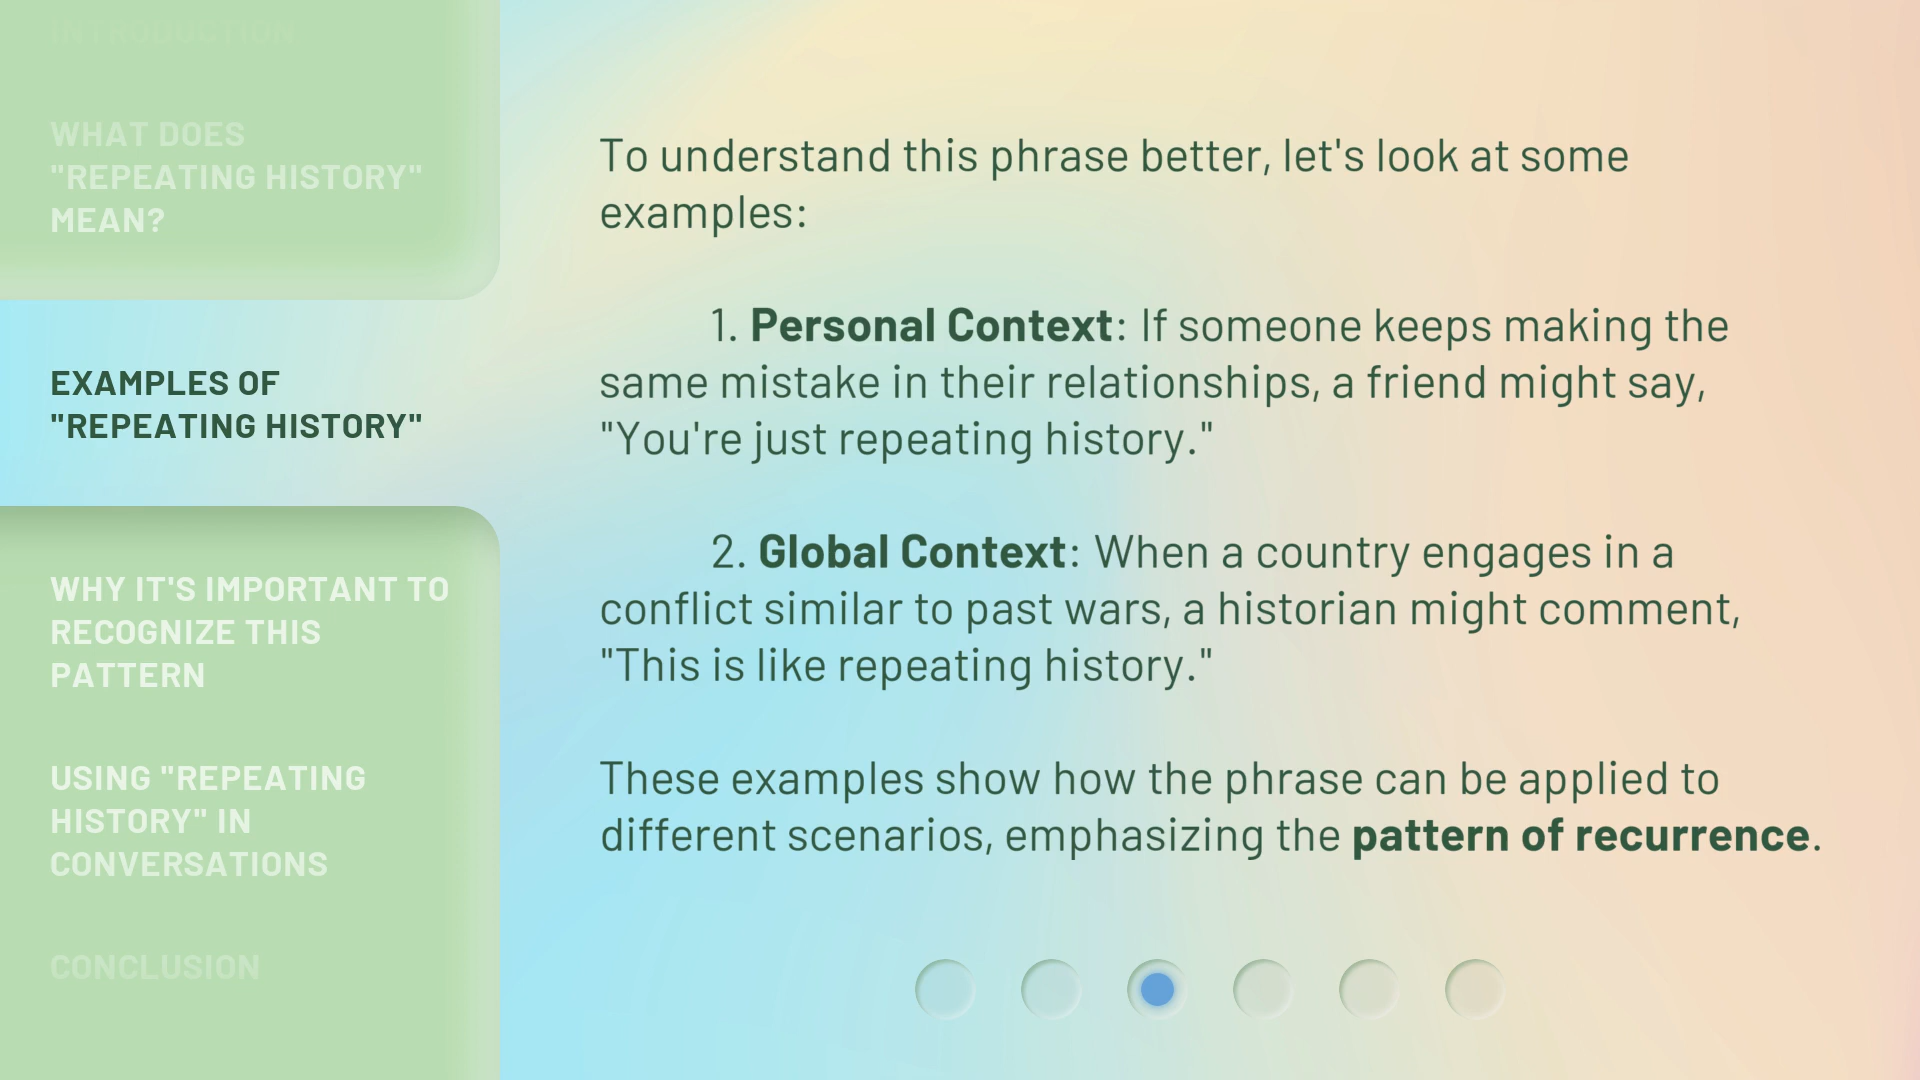 INTRODUCTION
WHAT DOES
"REPEATING HISTORY"
MEAN?
EXAMPLES OF
"REPEATING HISTORY"
WHY IT'S IMPORTANT TO
RECOGNIZE THIS
PATTERN
USING "REPEATING
HISTORY" IN
CONVERSATIONS
CONCLUSION
To understand this phrase better, let's look at some
examples:
1. Personal Context: If someone keeps making the
same mistake in their relationships, a friend might say,
"You're just repeating history."
2. Global Context: When a country engages in a
conflict similar to past wars, a historian might comment,
"This is like repeating history."
These examples show how the phrase can be applied to
different scenarios, emphasizing the pattern of recurrence.